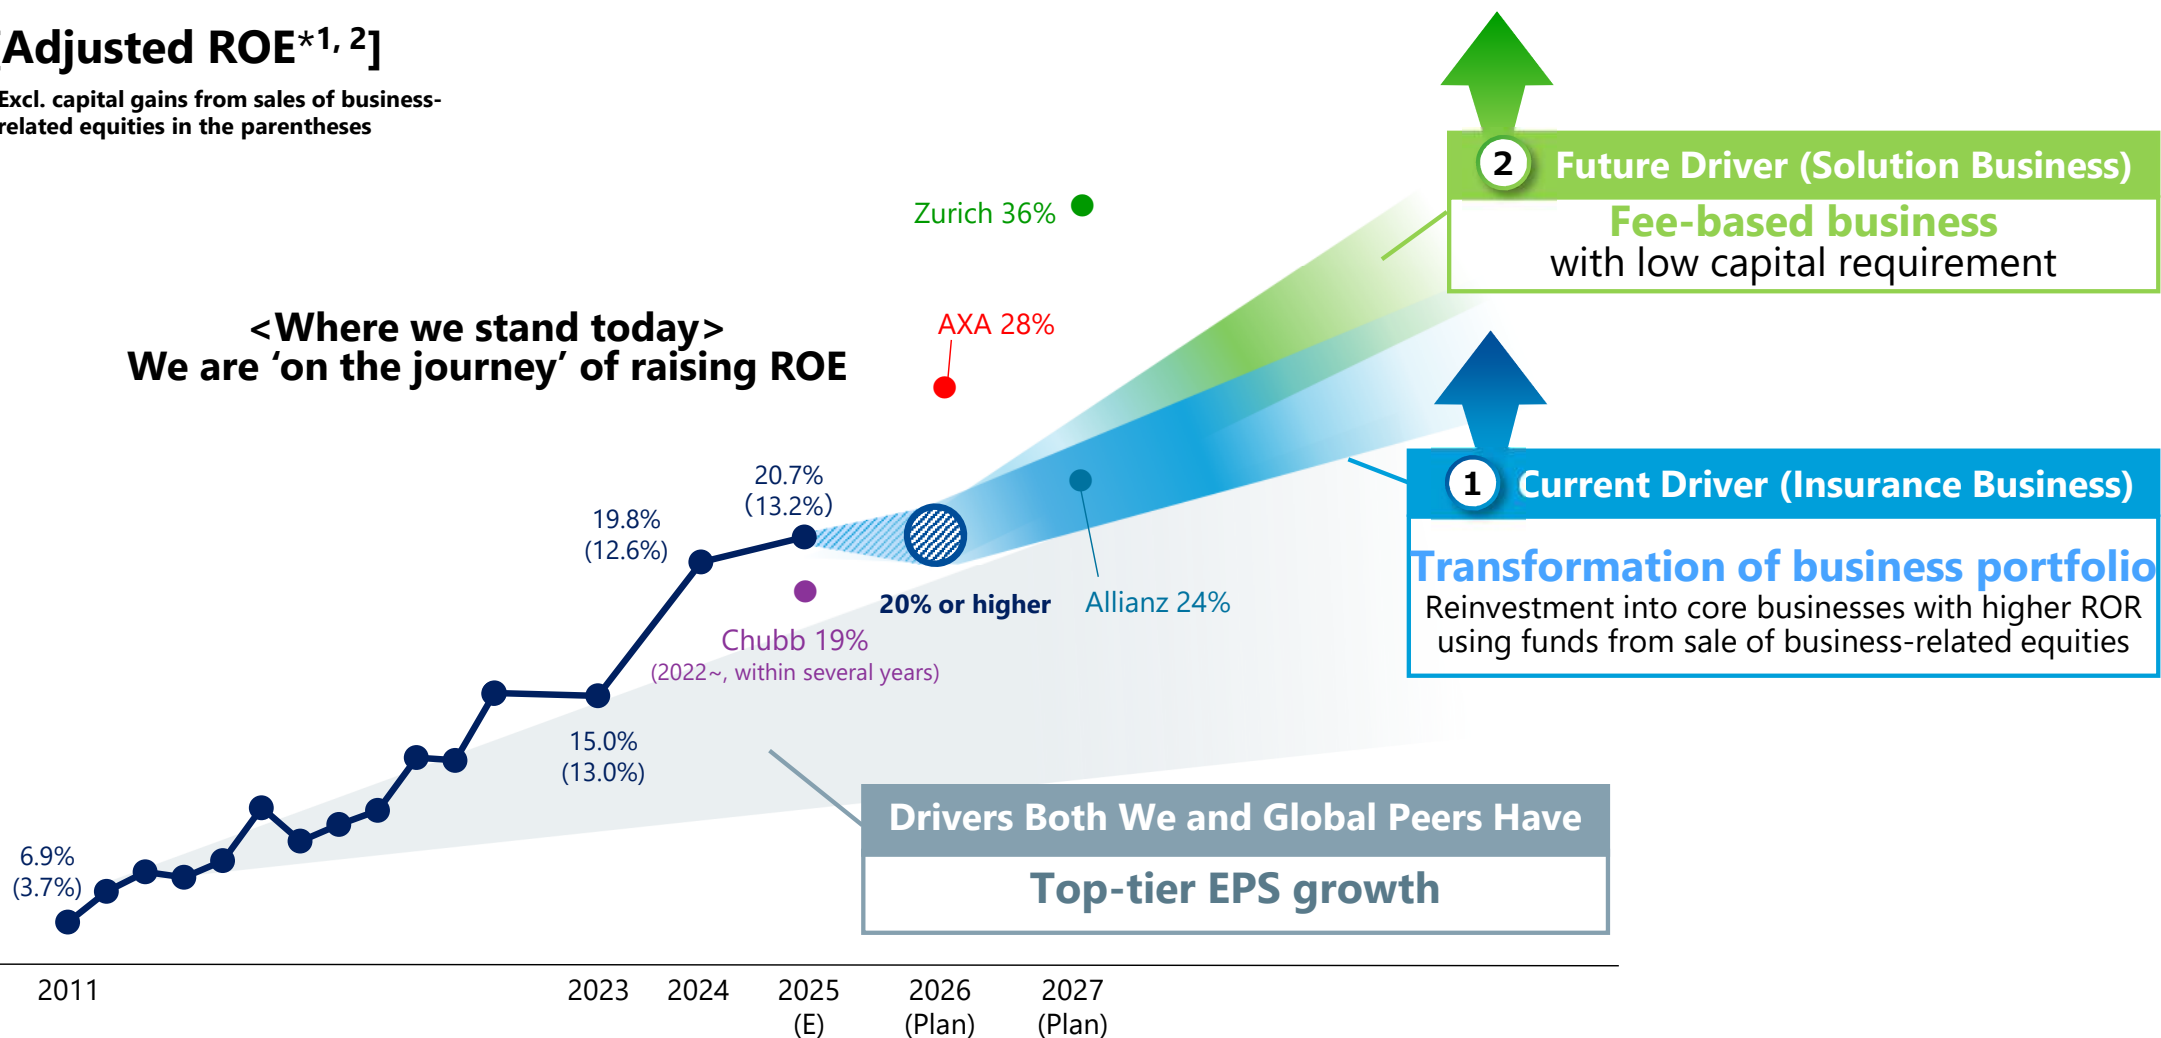 [Adjusted ROE*1, 2]
Excl. capital gains from sales of business-
related equities in the parentheses
<Where we stand today>
We are ‘on the journey’ of raising ROE
Zurich 36%
AXA 28%
20.7%
(13.2%)
19.8%
(12.6%)
20% or higher
Allianz 24%
Chubb 19%
(2022~, within several years)
15.0%
(13.0%)
6.9%
(3.7%)
2 Future Driver (Solution Business)
Fee-based business
with low capital requirement
1 Current Driver (Insurance Business)
Transformation of business portfolio
Reinvestment into core businesses with higher ROR
using funds from sale of business-related equities
Drivers Both We and Global Peers Have
Top-tier EPS growth
2011 2023 2024 2025 2026 2027
(E) (Plan) (Plan)